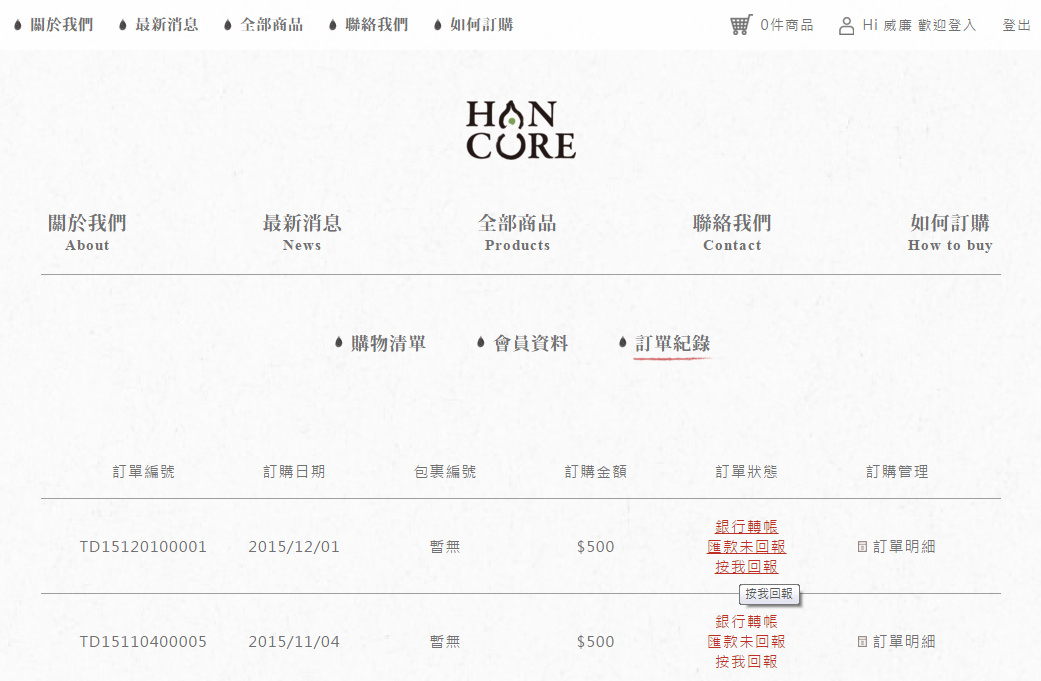 關於我們 最新消息 全部商品 聯絡我們 如何訂購 0件商品 Hi 威廉 歡迎登入 登出
HAN
CURE
關於我們 最新消息 全部商品 聯絡我們 如何訂購
About News Products Contact How to buy
購物清單 會員資料 訂單紀錄
訂單編號 訂購日期 包裹編號 訂購金額 訂單狀態 訂購管理
銀行轉帳
TD15120100001 2015/12/01 暫無 $500 匯款未回報 訂單明細
按我回報
按我回報
銀行轉帳
TD15110400005 2015/11/04 暫無 $500 匯款未回報 訂單明細
按我回報